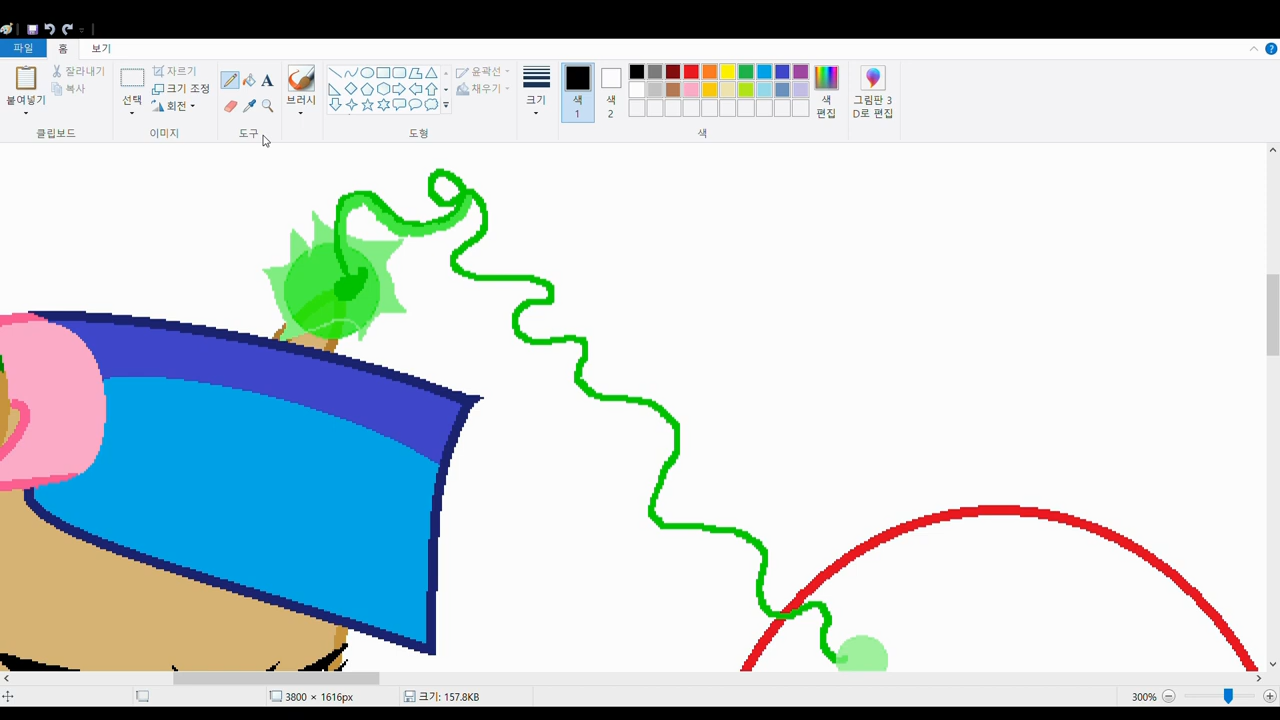 파일 홈 보기
붙여넣기
잘라내기
복사
클립보드
선택
자르기
크기 조정
회전
이미지
A
도구
브러시
윤곽선
채우기
도형
크기
색
1
색
2
색
편집
색
그림판 3
D로 편집
3800 × 1616px
크기: 157.8KB
300%